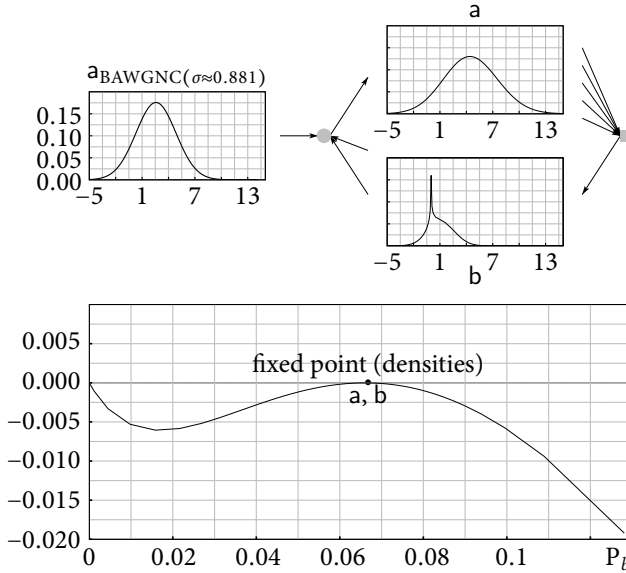 a
a_BAWGNC(σ≈0.881)
0.15
0.10
0.05
0.00
−5 1 7 13
−5 1 7 13
−5 1 7 13
b
0.005
0.000
−0.005
−0.010
−0.015
−0.020
fixed point (densities)
a, b
0 0.02 0.04 0.06 0.08 0.1 P_b